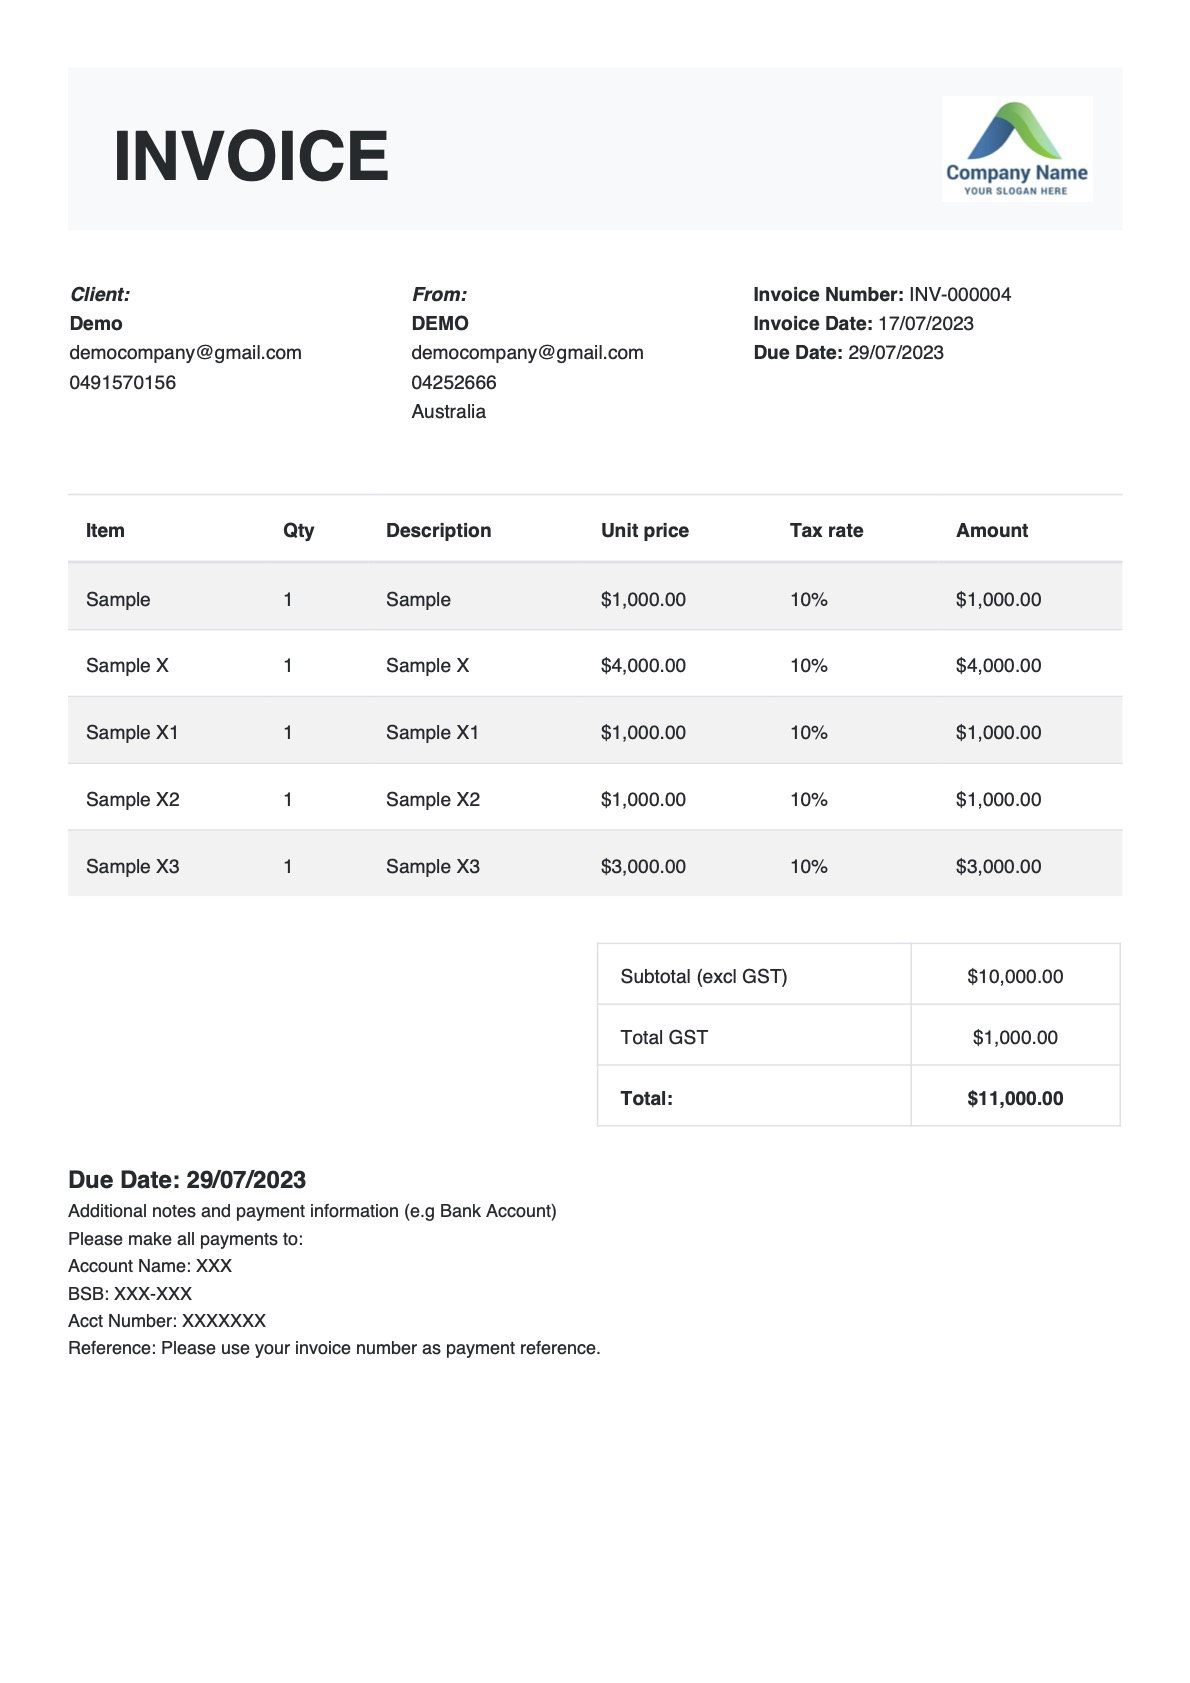 INVOICE
Company Name
YOUR SLOGAN HERE
Client:
Demo
democompany@gmail.com
0491570156
From:
DEMO
democompany@gmail.com
04252666
Australia
Invoice Number: INV-000004
Invoice Date: 17/07/2023
Due Date: 29/07/2023
Item Qty Description Unit price Tax rate Amount
Sample 1 Sample $1,000.00 10% $1,000.00
Sample X 1 Sample X $4,000.00 10% $4,000.00
Sample X1 1 Sample X1 $1,000.00 10% $1,000.00
Sample X2 1 Sample X2 $1,000.00 10% $1,000.00
Sample X3 1 Sample X3 $3,000.00 10% $3,000.00
Subtotal (excl GST) $10,000.00
Total GST $1,000.00
Total: $11,000.00
Due Date: 29/07/2023
Additional notes and payment information (e.g Bank Account)
Please make all payments to:
Account Name: XXX
BSB: XXX-XXX
Acct Number: XXXXXXX
Reference: Please use your invoice number as payment reference.